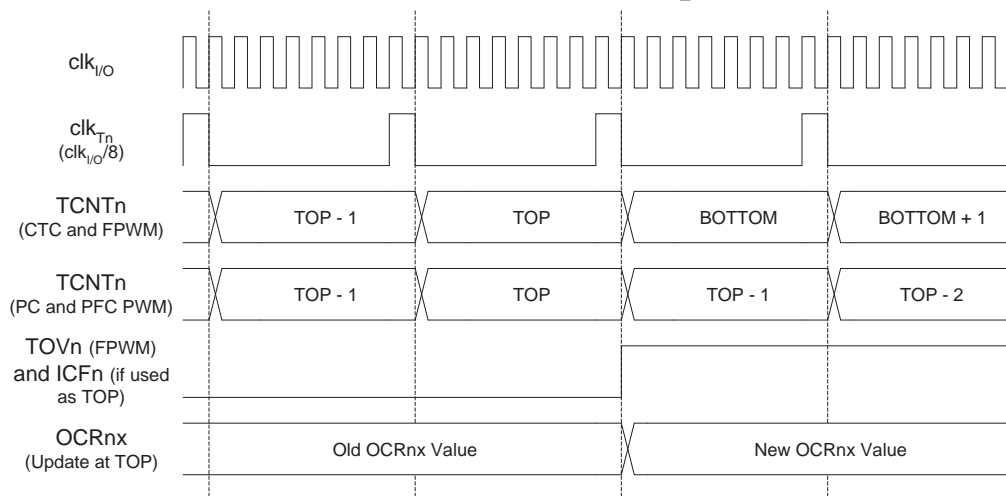 clkI/O
clkTn
(clkI/O/8)
TCNTn
(CTC and FPWM)
TOP - 1
TOP
BOTTOM
BOTTOM + 1
TCNTn
(PC and PFC PWM)
TOP - 1
TOP
TOP - 1
TOP - 2
TOVn (FPWM)
and ICFn (if used
as TOP)
OCRnx
(Update at TOP)
Old OCRnx Value
New OCRnx Value